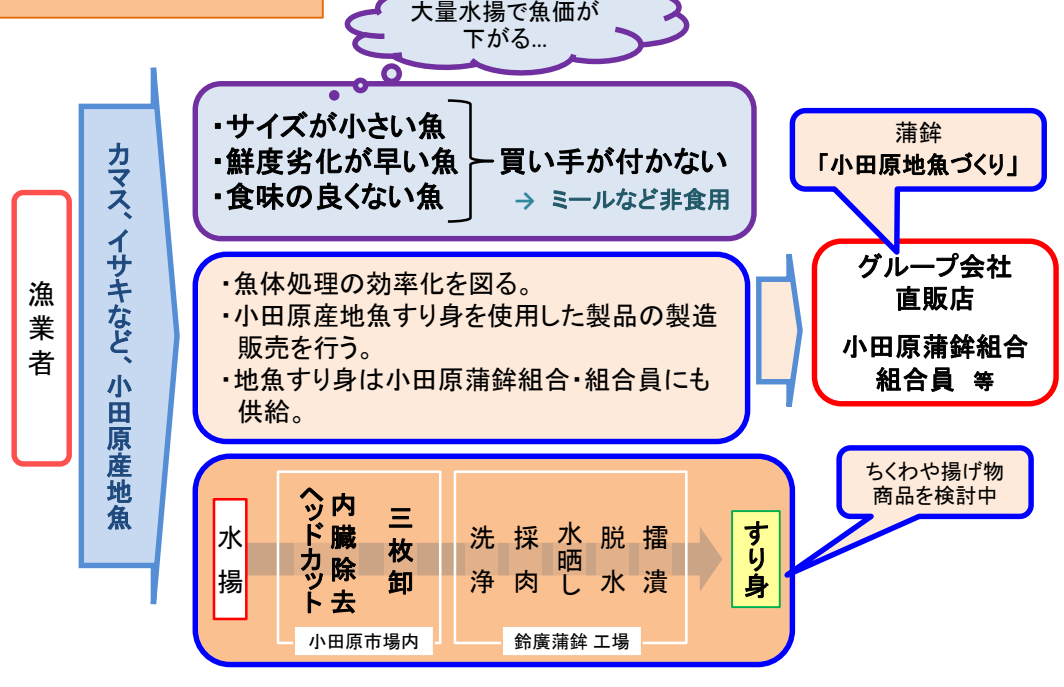 大量水揚で魚価が
下がる...
・サイズが小さい魚
・鮮度劣化が早い魚
・食味の良くない魚
買い手が付かない
→ ミールなど非食用
漁業者
カマス、イサキなど、小田原産地魚
・魚体処理の効率化を図る。
・小田原産地魚すり身を使用した製品の製造
販売を行う。
・地魚すり身は小田原蒲鉾組合・組合員にも
供給。
蒲鉾
「小田原地魚づくり」
グループ会社
直販店
小田原蒲鉾組合
組合員 等
水揚
ヘッドカット
内臓除去
三枚卸
小田原市場内
洗浄
採肉
水晒し
脱水
擂潰
鈴廣蒲鉾 工場
すり身
ちくわや揚げ物
商品を検討中